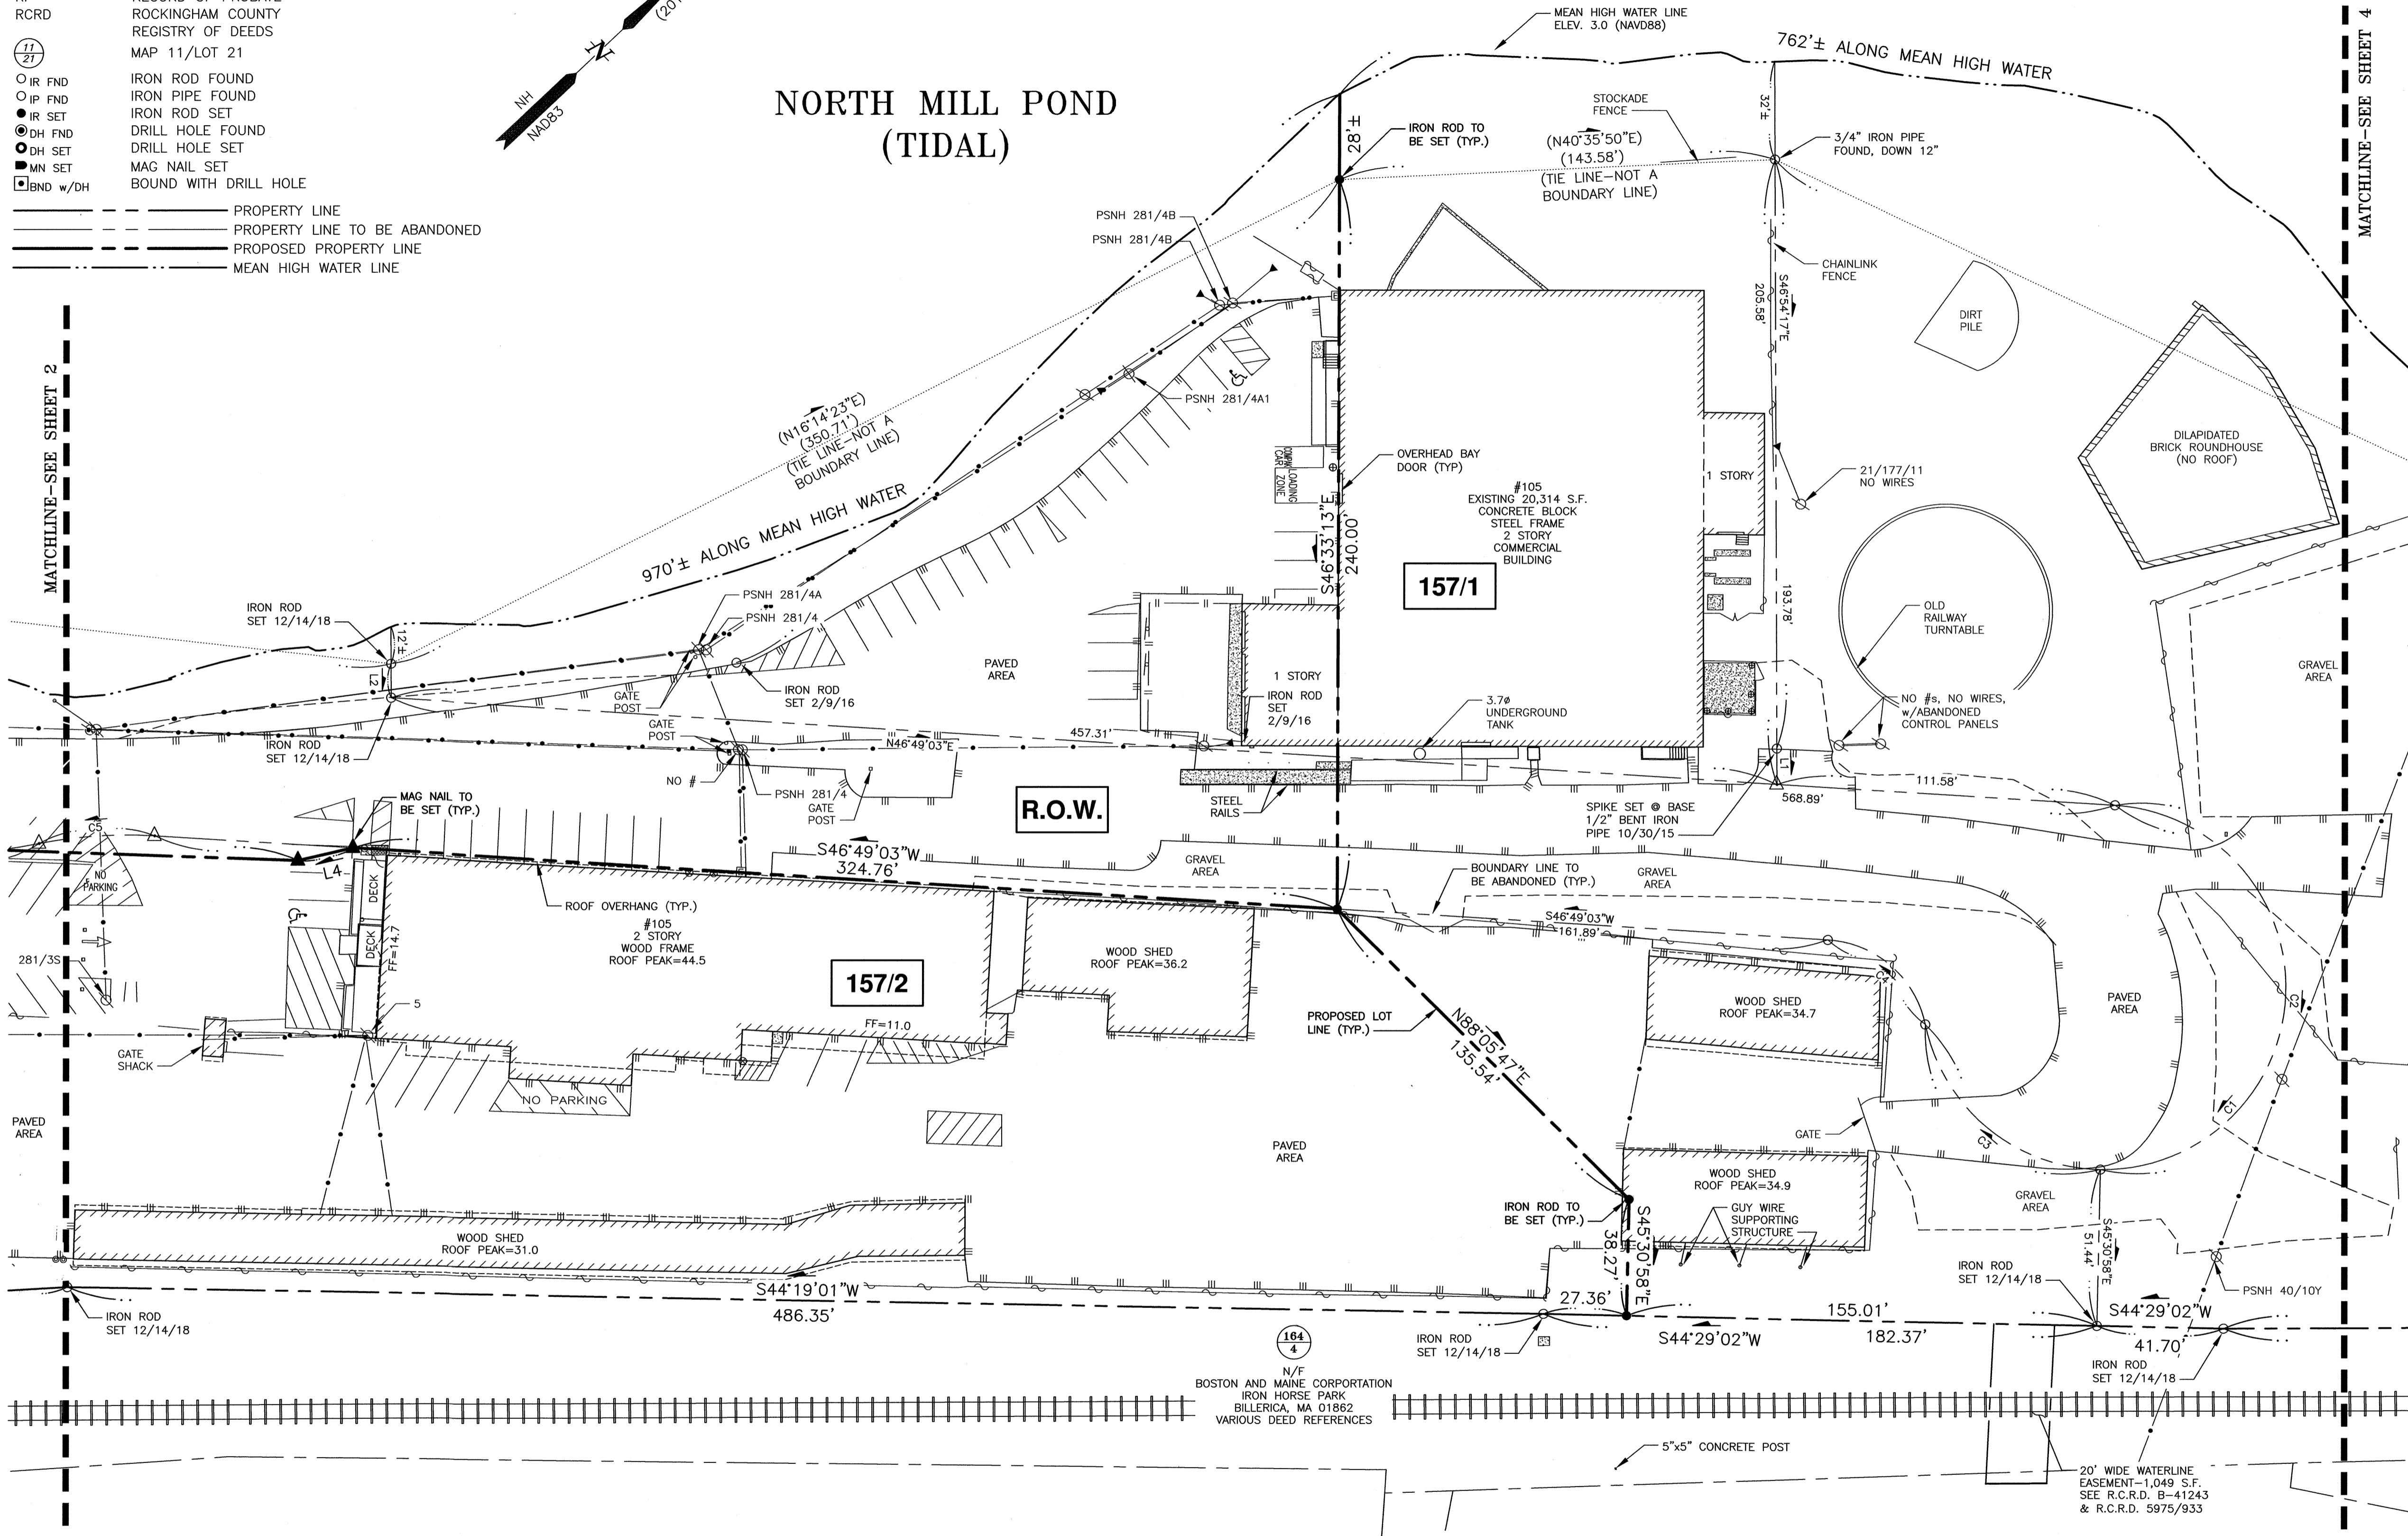 RCRD
ROCKINGHAM COUNTY
REGISTRY OF DEEDS
11
21
MAP 11/LOT 21
IR FND
IRON ROD FOUND
IP FND
IRON PIPE FOUND
IR SET
IRON ROD SET
DH FND
DRILL HOLE FOUND
DH SET
DRILL HOLE SET
MN SET
MAG NAIL SET
BND w/DH
BOUND WITH DRILL HOLE
PROPERTY LINE
PROPERTY LINE TO BE ABANDONED
PROPOSED PROPERTY LINE
MEAN HIGH WATER LINE
N
NH
NAD83
(201
NORTH MILL POND
(TIDAL)
MEAN HIGH WATER LINE
ELEV. 3.0 (NAVD88)
762'± ALONG MEAN HIGH WATER
MATCHLINE-SEE SHEET 4
STOCKADE
FENCE
32'±
28'±
IRON ROD TO
BE SET (TYP.)
(N40°35'50"E)
(143.58')
(TIE LINE-NOT A
BOUNDARY LINE)
3/4" IRON PIPE
FOUND, DOWN 12"
PSNH 281/4B
PSNH 281/4B
CHAINLINK
FENCE
S46°54'17"E
205.58'
DIRT
PILE
MATCHLINE-SEE SHEET 2
PSNH 281/4A1
(N16°14'23"E)
(350.71')
(TIE LINE-NOT A
BOUNDARY LINE)
970'± ALONG MEAN HIGH WATER
COMPACT
CAR
LOADING
ZONE
OVERHEAD BAY
DOOR (TYP)
S46°33'13"E
240.00'
#105
EXISTING 20,314 S.F.
CONCRETE BLOCK
STEEL FRAME
2 STORY
COMMERCIAL
BUILDING
157/1
1 STORY
21/177/11
NO WIRES
DILAPIDATED
BRICK ROUNDHOUSE
(NO ROOF)
193.78'
OLD
RAILWAY
TURNTABLE
IRON ROD
SET 12/14/18
12'±
L2
PSNH 281/4A
PSNH 281/4
GATE
POST
IRON ROD
SET 2/9/16
PAVED
AREA
1 STORY
IRON ROD
SET
2/9/16
3.7ø
UNDERGROUND
TANK
NO #s, NO WIRES,
w/ABANDONED
CONTROL PANELS
GRAVEL
AREA
IRON ROD
SET 12/14/18
GATE
POST
N46°49'03"E
457.31'
NO #
PSNH 281/4
GATE
POST
R.O.W.
STEEL
RAILS
L1
111.58'
568.89'
SPIKE SET @ BASE
1/2" BENT IRON
PIPE 10/30/15
MAG NAIL TO
BE SET (TYP.)
C5
NO
PARKING
L4
DECK
DECK
FF=14.7
S46°49'03"W
324.76'
GRAVEL
AREA
BOUNDARY LINE TO
BE ABANDONED (TYP.)
GRAVEL
AREA
ROOF OVERHANG (TYP.)
#105
2 STORY
WOOD FRAME
ROOF PEAK=44.5
157/2
WOOD SHED
ROOF PEAK=36.2
S46°49'03"W
161.89'
281/3S
5
GATE
SHACK
FF=11.0
NO PARKING
PROPOSED LOT
LINE (TYP.)
N88°05'47"E
135.54'
WOOD SHED
ROOF PEAK=34.7
C4
C2
PAVED
AREA
C1
C3
GATE
PAVED
AREA
PAVED
AREA
WOOD SHED
ROOF PEAK=34.9
GUY WIRE
SUPPORTING
STRUCTURE
GRAVEL
AREA
IRON ROD TO
BE SET (TYP.)
S45°30'58"E
38.27'
S45°30'58"E
51.44'
WOOD SHED
ROOF PEAK=31.0
S44°19'01"W
486.35'
IRON ROD
SET 12/14/18
IRON ROD
SET 12/14/18
PSNH 40/10Y
27.36'
155.01'
S44°29'02"W
182.37'
S44°29'02"W
41.70'
IRON ROD
SET 12/14/18
IRON ROD
SET 12/14/18
164
4
N/F
BOSTON AND MAINE CORPORATION
IRON HORSE PARK
BILLERICA, MA 01862
VARIOUS DEED REFERENCES
5"x5" CONCRETE POST
20' WIDE WATERLINE
EASEMENT-1,049 S.F.
SEE R.C.R.D. B-41243
& R.C.R.D. 5975/933